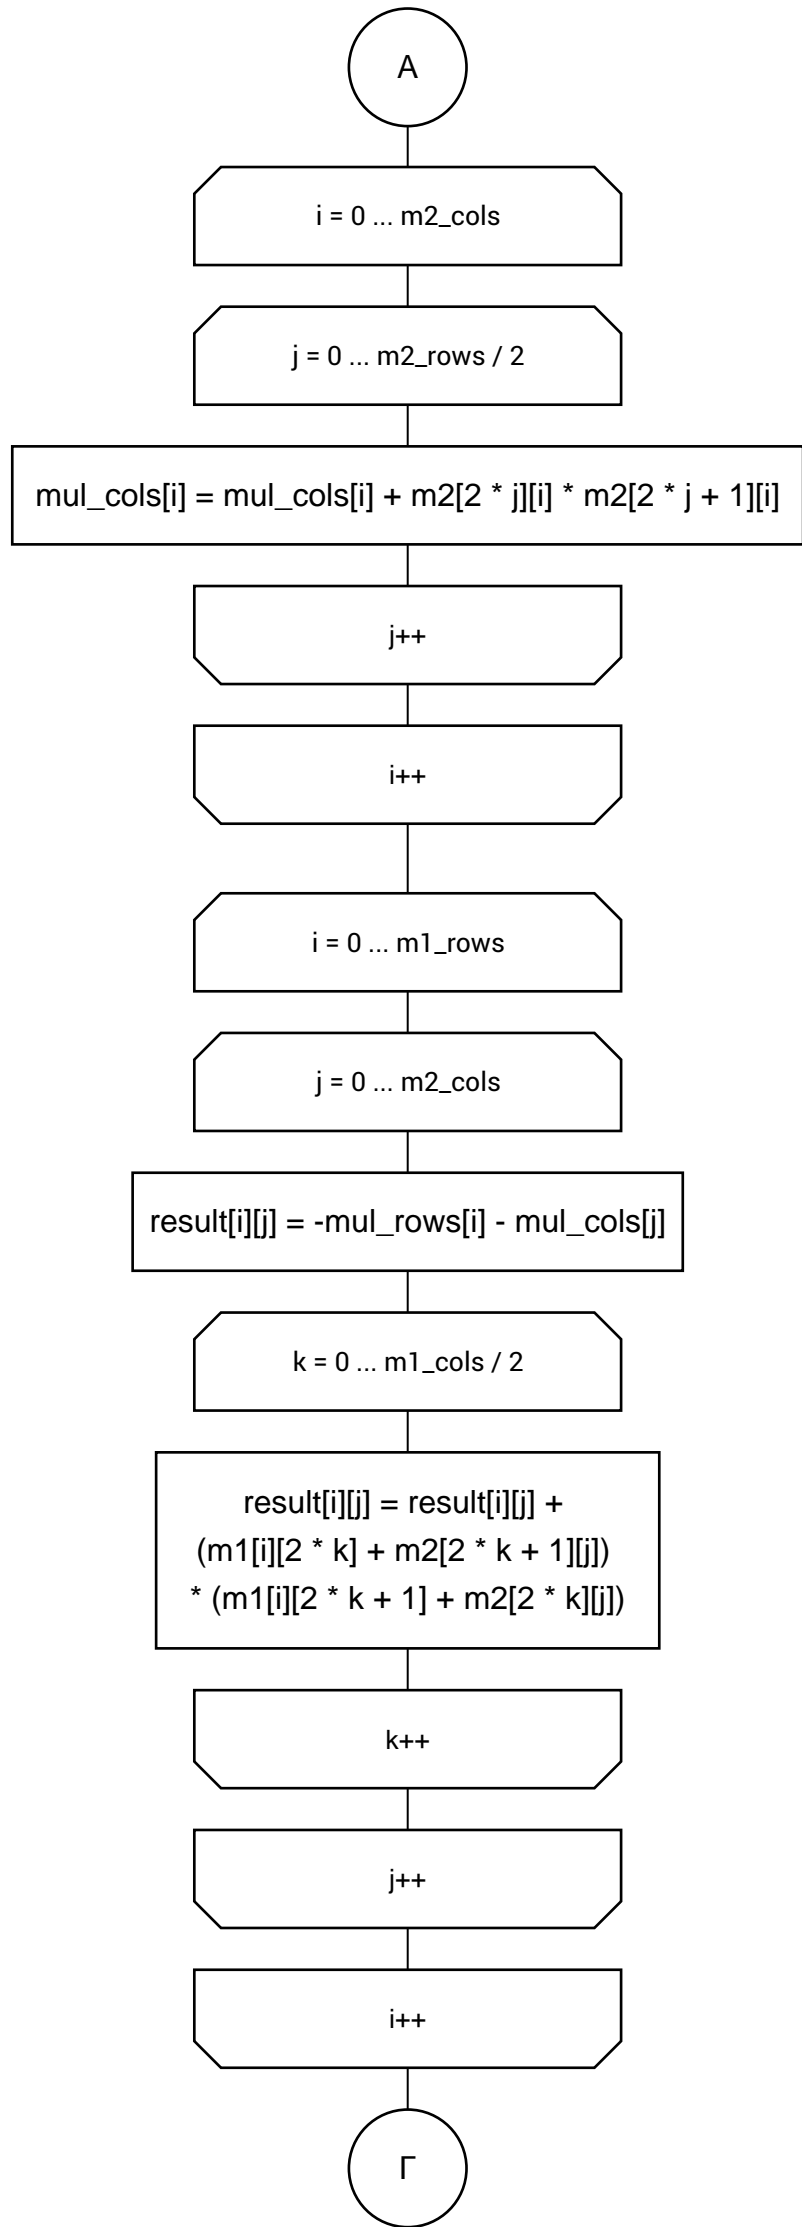 А
i = 0 ... m2_cols
j = 0 ... m2_rows / 2
mul_cols[i] = mul_cols[i] + m2[2 * j][i] * m2[2 * j + 1][i]
j++
i++
i = 0 ... m1_rows
j = 0 ... m2_cols
result[i][j] = -mul_rows[i] - mul_cols[j]
k = 0 ... m1_cols / 2
result[i][j] = result[i][j] +
(m1[i][2 * k] + m2[2 * k + 1][j])
* (m1[i][2 * k + 1] + m2[2 * k][j])
k++
j++
i++
Г